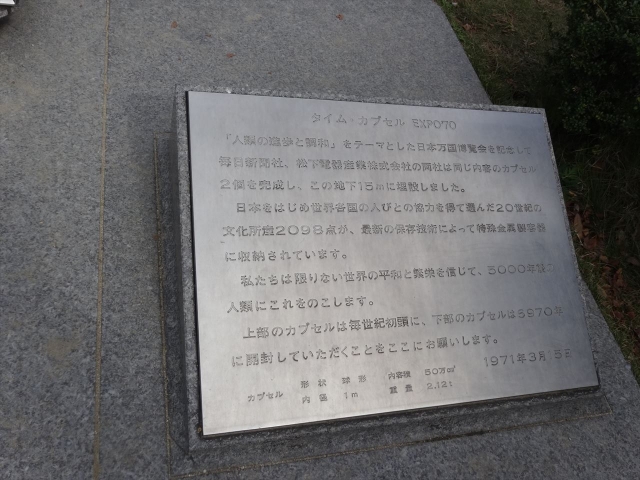 タイム・カプセル EXPO'70
「人類の進歩と調和」をテーマとした日本万国博覧会を記念して
毎日新聞社、松下電器産業株式会社の両社は同じ内容のカプセル
2個を完成し、この地下15mに埋設しました。
日本をはじめ世界各国の人びとの協力を得て選んだ20世紀の
文化所産2098点が、最新の保存技術によって特殊金属製容器
に収納されています。
私たちは限りない世界の平和と繁栄を信じて、5000年後の
人類にこれをのこします。
上部のカプセルは毎世紀初頭に、下部のカプセルは6970年
に開封していただくことをここにお願いします。
1971年3月15日
カプセル 形状 球形 内容積 50万cm³
内径 1m 重量 2.12t